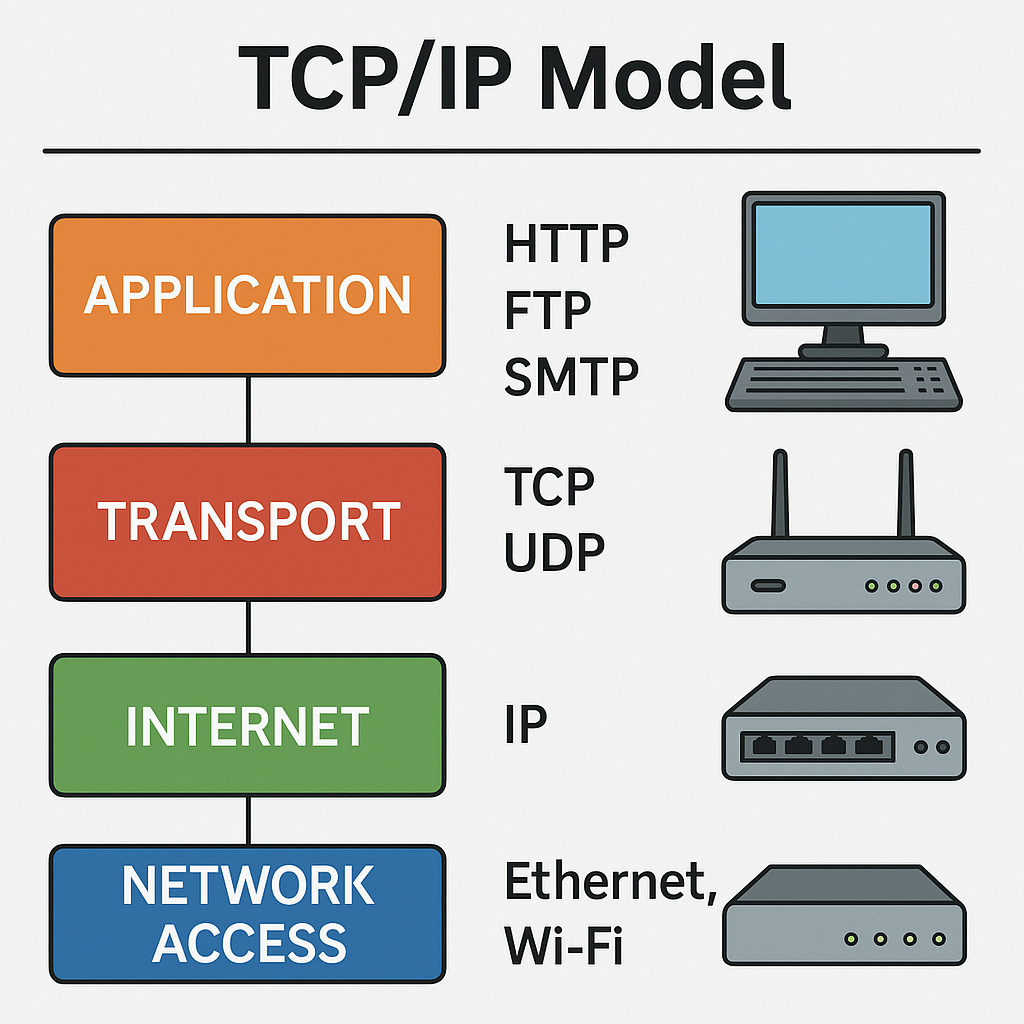 TCP/IP Model
APPLICATION
HTTP
FTP
SMTP
TRANSPORT
TCP
UDP
INTERNET
IP
NETWORK
ACCESS
Ethernet,
Wi-Fi